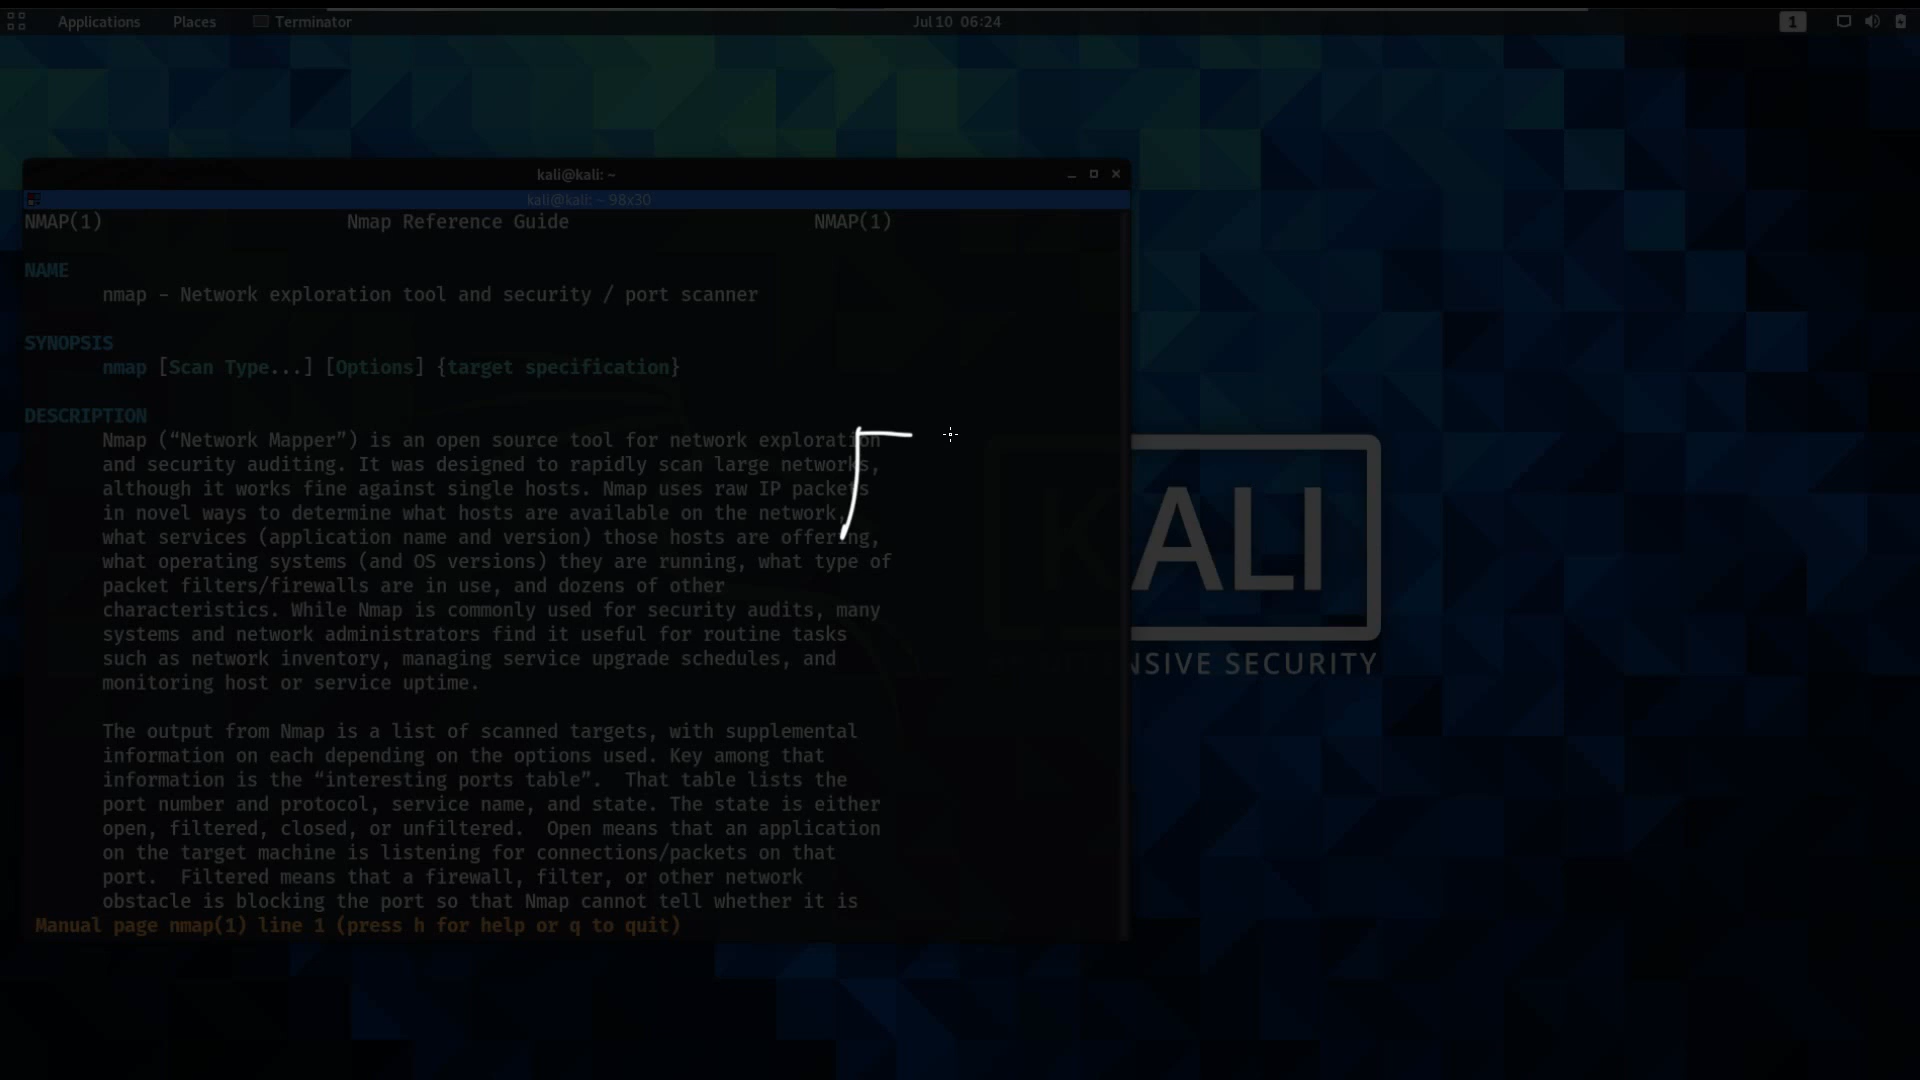 Applications Places Terminator Jul 10 06:24 1
kali@kali: ~
kali@kali: ~ 98x30
NMAP(1) Nmap Reference Guide NMAP(1)
NAME
nmap - Network exploration tool and security / port scanner
SYNOPSIS
nmap [Scan Type...] [Options] {target specification}
DESCRIPTION
Nmap (“Network Mapper”) is an open source tool for network exploration
and security auditing. It was designed to rapidly scan large networks,
although it works fine against single hosts. Nmap uses raw IP packets
in novel ways to determine what hosts are available on the network,
what services (application name and version) those hosts are offering,
what operating systems (and OS versions) they are running, what type of
packet filters/firewalls are in use, and dozens of other
characteristics. While Nmap is commonly used for security audits, many
systems and network administrators find it useful for routine tasks
such as network inventory, managing service upgrade schedules, and
monitoring host or service uptime.
The output from Nmap is a list of scanned targets, with supplemental
information on each depending on the options used. Key among that
information is the “interesting ports table”.  That table lists the
port number and protocol, service name, and state. The state is either
open, filtered, closed, or unfiltered.  Open means that an application
on the target machine is listening for connections/packets on that
port.  Filtered means that a firewall, filter, or other network
obstacle is blocking the port so that Nmap cannot tell whether it is
Manual page nmap(1) line 1 (press h for help or q to quit)
KALI
BY OFFENSIVE SECURITY